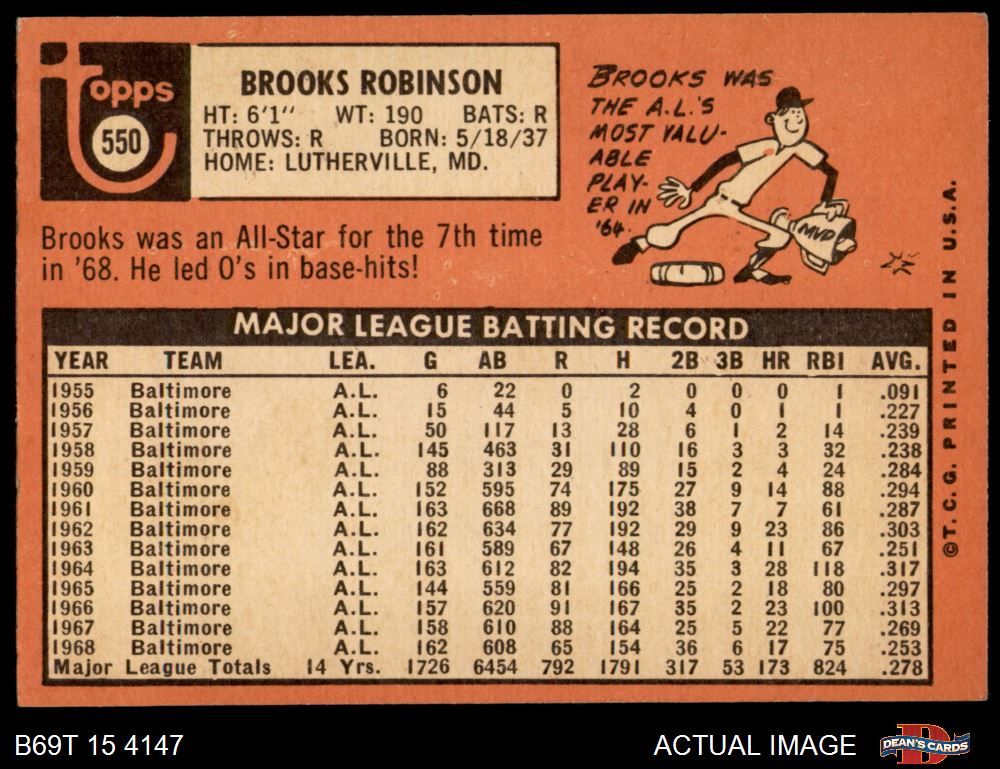 Topps
550
BROOKS ROBINSON
HT: 6'1" WT: 190 BATS: R
THROWS: R BORN: 5/18/37
HOME: LUTHERVILLE, MD.
BROOKS WAS
THE A.L.'S
MOST VALU-
ABLE
PLAY-
ER IN
'64.
MVP
Brooks was an All-Star for the 7th time
in '68. He led O's in base-hits!
MAJOR LEAGUE BATTING RECORD
YEAR TEAM LEA. G AB R H 2B 3B HR RBI AVG.
1955 Baltimore A.L. 6 22 0 2 0 0 0 1 .091
1956 Baltimore A.L. 15 44 5 10 4 0 1 1 .227
1957 Baltimore A.L. 50 117 13 28 6 1 2 14 .239
1958 Baltimore A.L. 145 463 31 110 16 3 3 32 .238
1959 Baltimore A.L. 88 313 29 89 15 2 4 24 .284
1960 Baltimore A.L. 152 595 74 175 27 9 14 88 .294
1961 Baltimore A.L. 163 668 89 192 38 7 7 61 .287
1962 Baltimore A.L. 162 634 77 192 29 9 23 86 .303
1963 Baltimore A.L. 161 589 67 148 26 4 11 67 .251
1964 Baltimore A.L. 163 612 82 194 35 3 28 118 .317
1965 Baltimore A.L. 144 559 81 166 25 2 18 80 .297
1966 Baltimore A.L. 157 620 91 167 35 2 23 100 .313
1967 Baltimore A.L. 158 610 88 164 25 5 22 77 .269
1968 Baltimore A.L. 162 608 65 154 36 6 17 75 .253
Major League Totals 14 Yrs. 1726 6454 792 1791 317 53 173 824 .278
©T.C.G. PRINTED IN U.S.A.
B69T 15 4147
ACTUAL IMAGE
DEAN'S CARDS